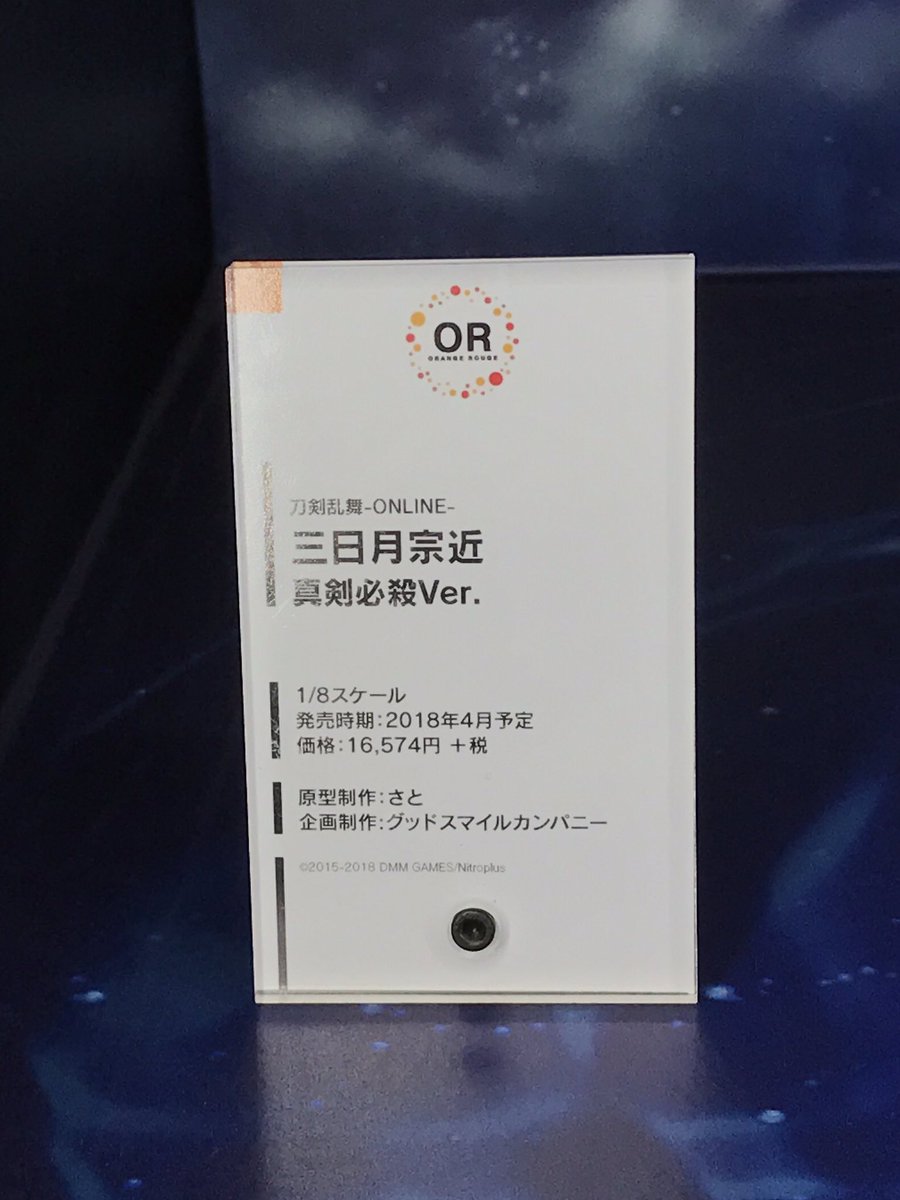 OR
ORANGE ROUGE
刀剣乱舞-ONLINE-
三日月宗近
真剣必殺Ver.
1/8スケール
発売時期:2018年4月予定
価格:16,574円 +税
原型制作:さと
企画制作:グッドスマイルカンパニー
©2015-2018 DMM GAMES/Nitroplus